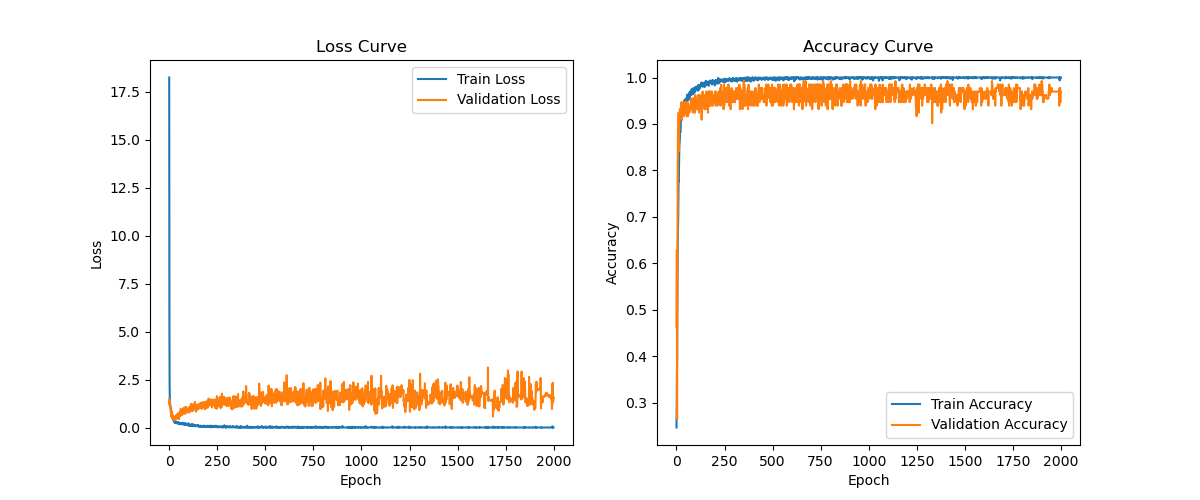 Loss Curve
17.5
15.0
12.5
10.0
7.5
5.0
2.5
0.0
Loss
0 250 500 750 1000 1250 1500 1750 2000
Epoch
Train Loss
Validation Loss
Accuracy Curve
1.0
0.9
0.8
0.7
0.6
0.5
0.4
0.3
Accuracy
0 250 500 750 1000 1250 1500 1750 2000
Epoch
Train Accuracy
Validation Accuracy